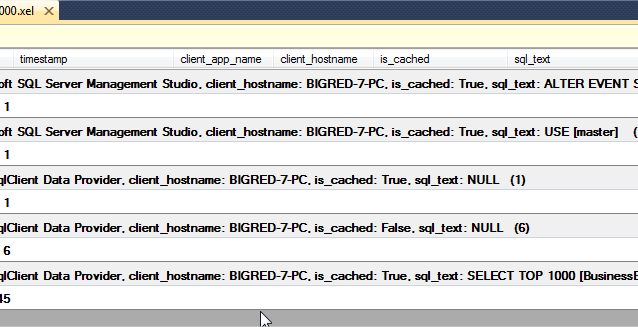 000.xel
timestamp client_app_name client_hostname is_cached sql_text
oft SQL Server Management Studio, client_hostname: BIGRED-7-PC, is_cached: True, sql_text: ALTER EVENT S
1
oft SQL Server Management Studio, client_hostname: BIGRED-7-PC, is_cached: True, sql_text: USE [master] (
1
qlClient Data Provider, client_hostname: BIGRED-7-PC, is_cached: True, sql_text: NULL (1)
1
qlClient Data Provider, client_hostname: BIGRED-7-PC, is_cached: False, sql_text: NULL (6)
6
qlClient Data Provider, client_hostname: BIGRED-7-PC, is_cached: True, sql_text: SELECT TOP 1000 [BusinessE
45